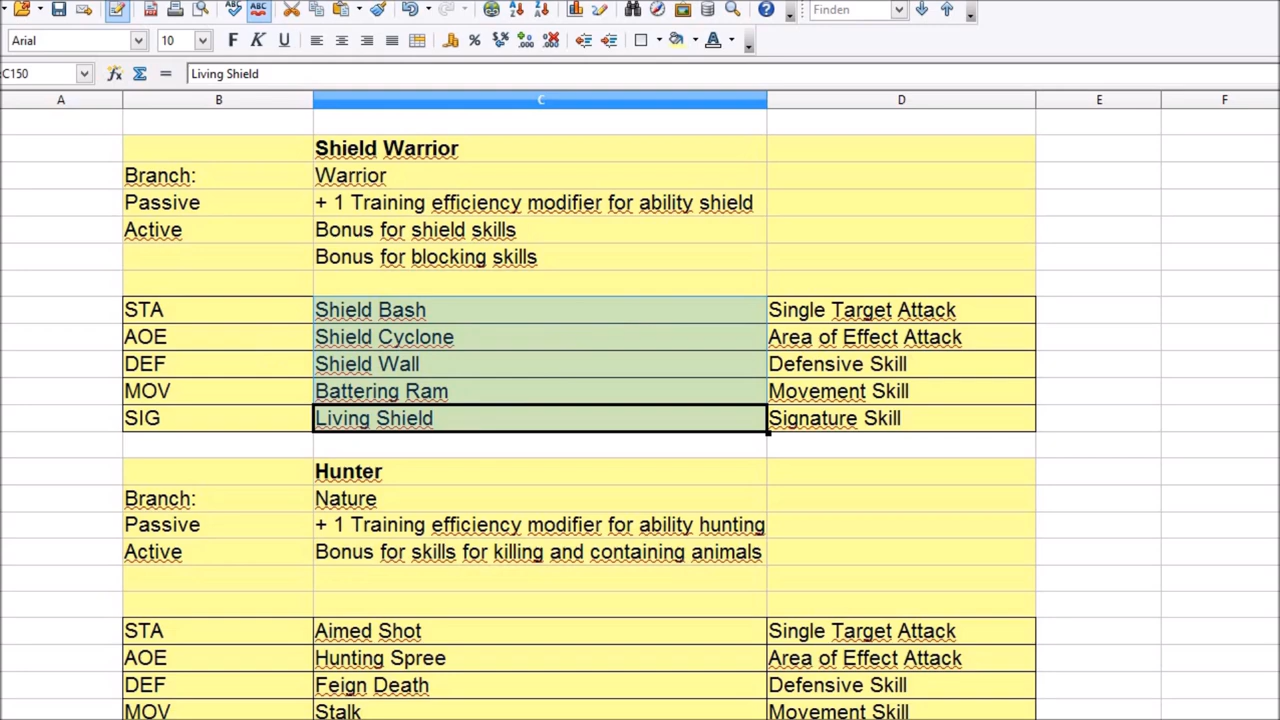 Finden
Arial 10 F K U
C150 Living Shield
A B C D E F
Shield Warrior
Branch: Warrior
Passive + 1 Training efficiency modifier for ability shield
Active Bonus for shield skills
Bonus for blocking skills
STA Shield Bash Single Target Attack
AOE Shield Cyclone Area of Effect Attack
DEF Shield Wall Defensive Skill
MOV Battering Ram Movement Skill
SIG Living Shield Signature Skill
Hunter
Branch: Nature
Passive + 1 Training efficiency modifier for ability hunting
Active Bonus for skills for killing and containing animals
STA Aimed Shot Single Target Attack
AOE Hunting Spree Area of Effect Attack
DEF Feign Death Defensive Skill
MOV Stalk Movement Skill